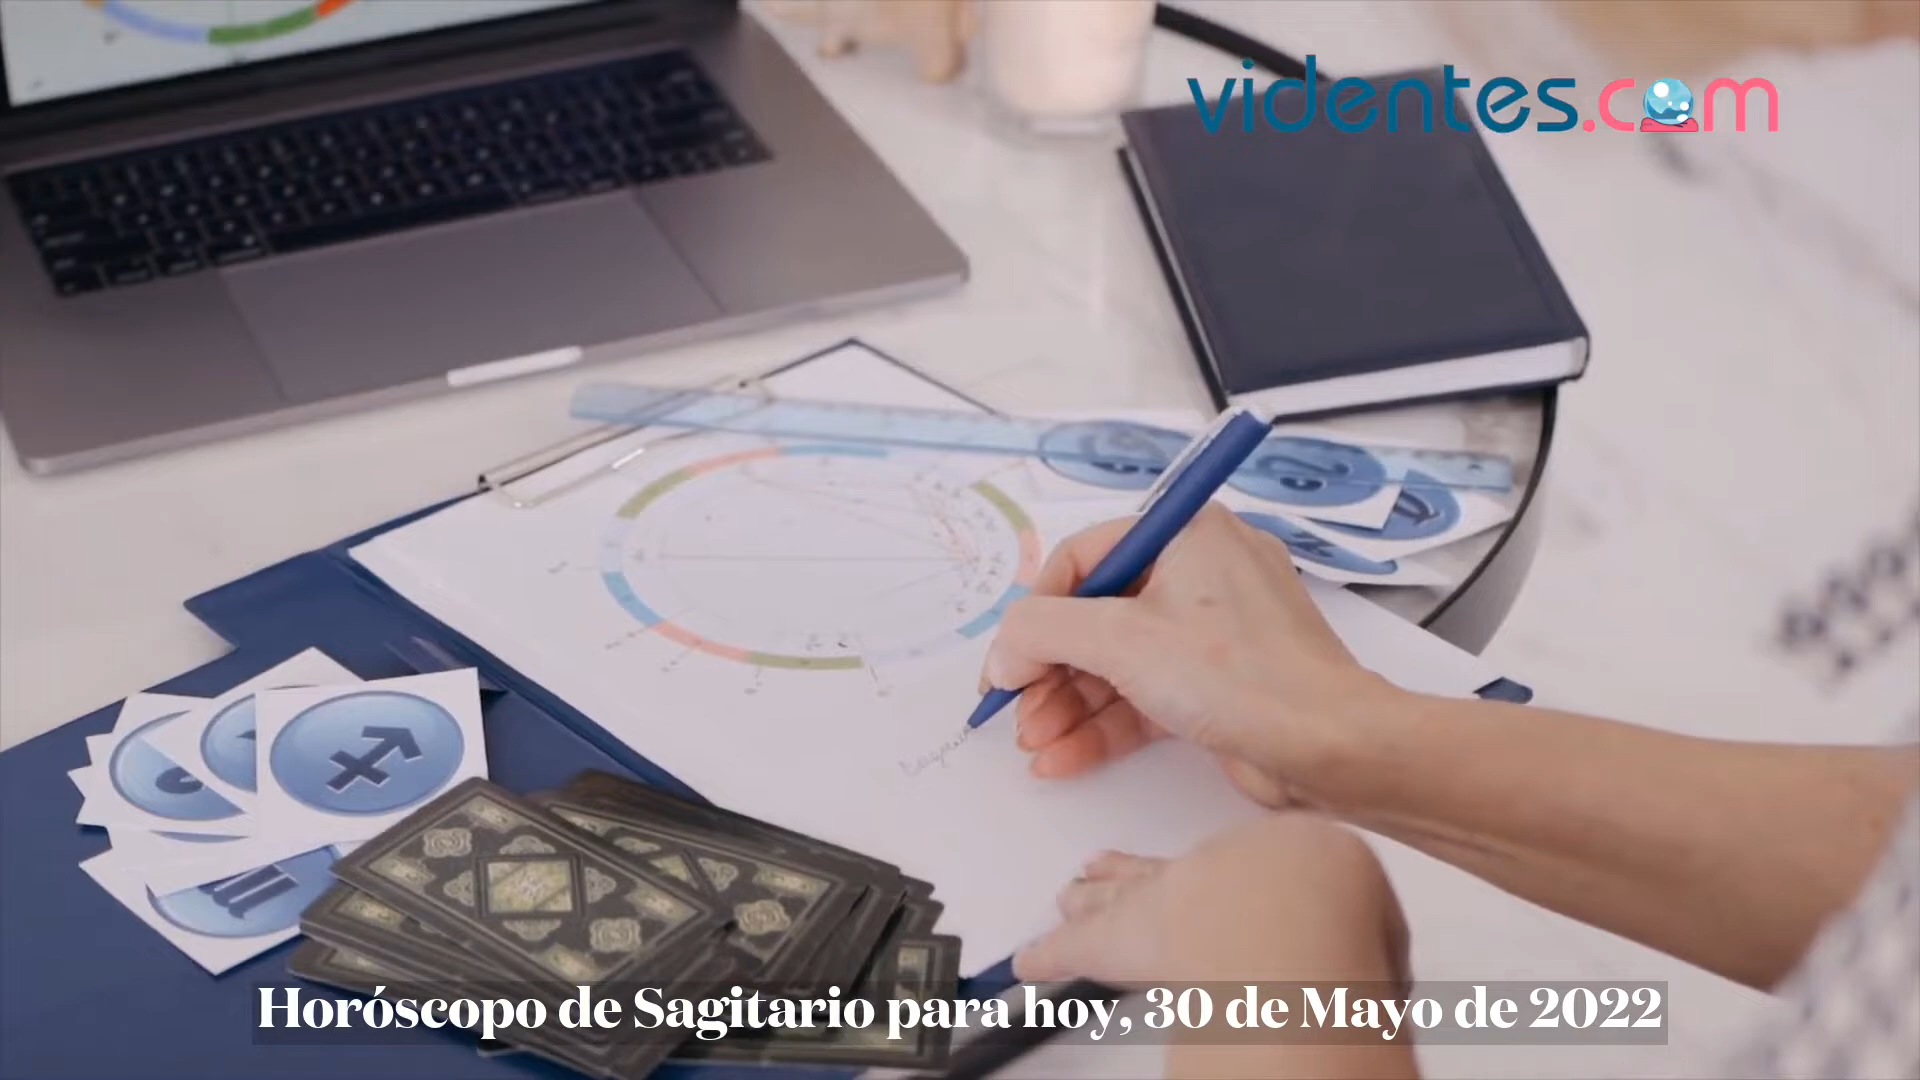 videntes.com
Horóscopo de Sagitario para hoy, 30 de Mayo de 2022